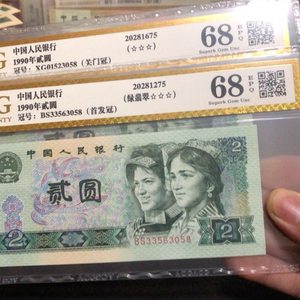 中国人民银行 20281675 68 EPQ
1990年贰圆 (☆☆☆) Superb Gem Unc
冠号: XG01523058 (关门冠)
中国人民银行 20281275 68 EPQ
1990年贰圆 (绿翡翠☆☆☆) Superb Gem Unc
冠号: BS33563058 (首发冠)
中国人民银行
贰圆
2
2
2
BS33563058